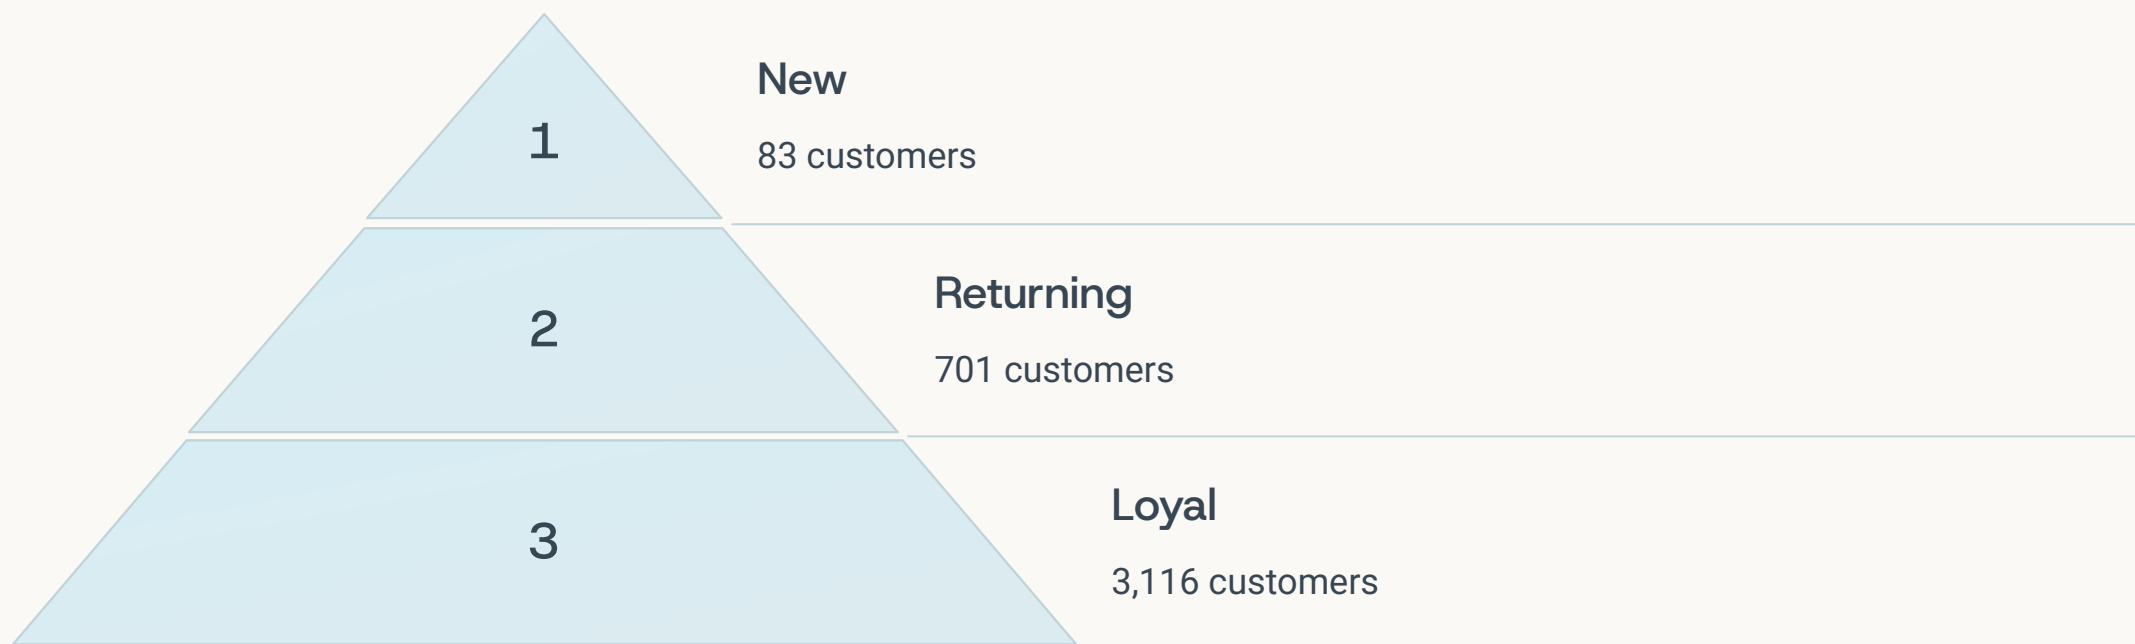 1
New
83 customers
2
Returning
701 customers
3
Loyal
3,116 customers